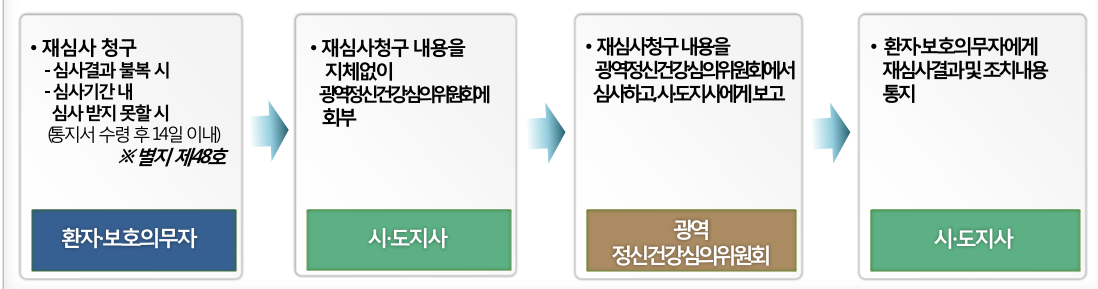 • 재심사 청구
- 심사결과 불복 시
- 심사기간 내
심사 받지 못할 시
(통지서 수령 후 14일 이내)
※ 별지 제48호
환자·보호의무자
• 재심사청구 내용을
지체없이
광역정신건강심의위원회에
회부
시·도지사
• 재심사청구 내용을
광역정신건강심의위원회에서
심사하고, 시·도지사에게 보고
광역
정신건강심의위원회
• 환자·보호의무자에게
재심사결과 및 조치내용
통지
시·도지사